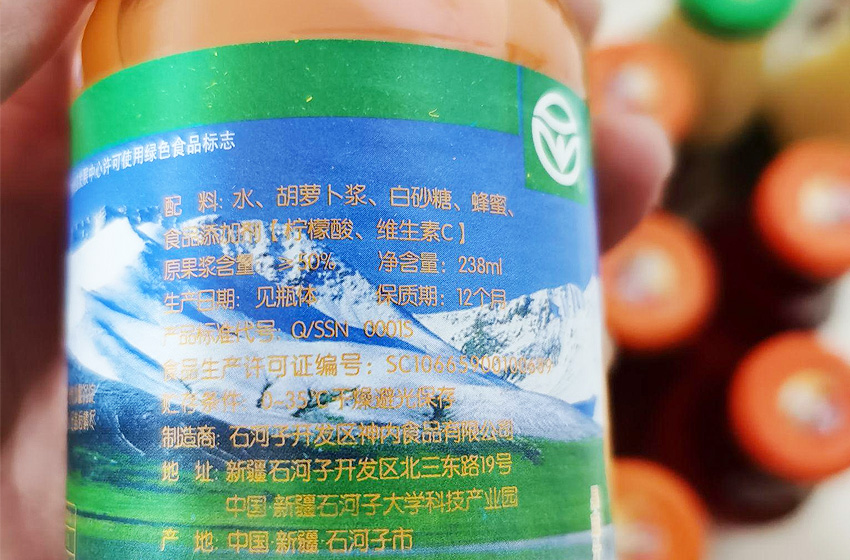 中心许可使用绿色食品标志
配 料: 水、胡萝卜浆、白砂糖、蜂蜜、
食品添加剂【柠檬酸、维生素C】
原果浆含量: ≥50% 净含量: 238ml
生产日期: 见瓶体 保质期: 12个月
产品标准代号: Q/SSN 0001S
食品生产许可证编号:
贮存条件: 0-35℃干燥避光保存
制造商: 石河子开发区神内食品有限公司
地 址: 新疆石河子开发区北三东路19号
中国·新疆石河子大学科技产业园
产 地: 中国·新疆·石河子市